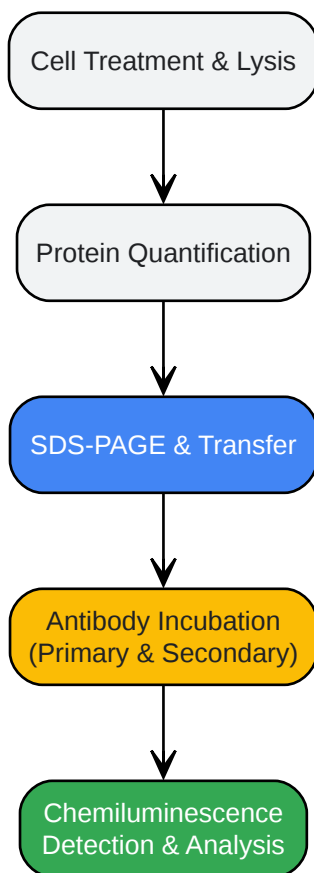 Cell Treatment & Lysis
Protein Quantification
SDS-PAGE & Transfer
Antibody Incubation
(Primary & Secondary)
Chemiluminescence
Detection & Analysis